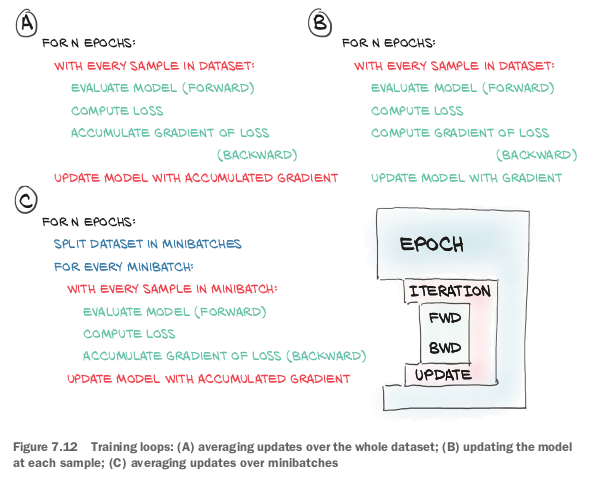 A
FOR N EPOCHS:
WITH EVERY SAMPLE IN DATASET:
EVALUATE MODEL (FORWARD)
COMPUTE LOSS
ACCUMULATE GRADIENT OF LOSS
(BACKWARD)
UPDATE MODEL WITH ACCUMULATED GRADIENT
B
FOR N EPOCHS:
WITH EVERY SAMPLE IN DATASET:
EVALUATE MODEL (FORWARD)
COMPUTE LOSS
COMPUTE GRADIENT OF LOSS
(BACKWARD)
UPDATE MODEL WITH GRADIENT
C
FOR N EPOCHS:
SPLIT DATASET IN MINIBATCHES
FOR EVERY MINIBATCH:
WITH EVERY SAMPLE IN MINIBATCH:
EVALUATE MODEL (FORWARD)
COMPUTE LOSS
ACCUMULATE GRADIENT OF LOSS (BACKWARD)
UPDATE MODEL WITH ACCUMULATED GRADIENT
EPOCH
ITERATION
FWD
BWD
UPDATE
Figure 7.12 Training loops: (A) averaging updates over the whole dataset; (B) updating the model
at each sample; (C) averaging updates over minibatches